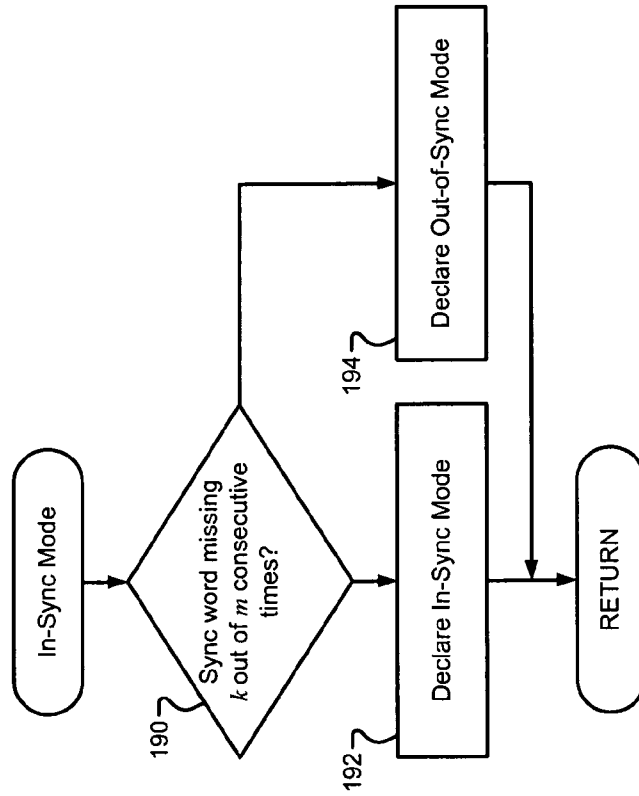 In-Sync Mode
190
Sync word missing
k out of m consecutive
times?
192
Declare In-Sync Mode
194
Declare Out-of-Sync Mode
RETURN